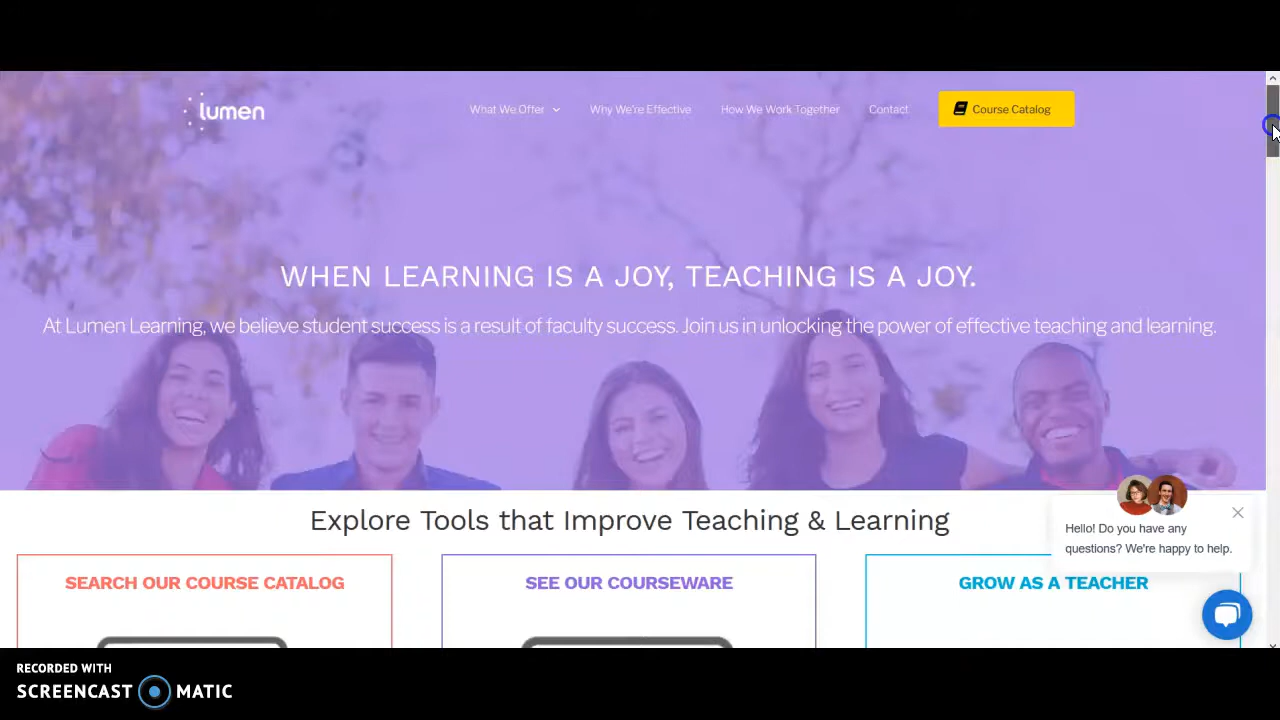 lumen
What We Offer
Why We're Effective
How We Work Together
Contact
Course Catalog
WHEN LEARNING IS A JOY, TEACHING IS A JOY.
At Lumen Learning, we believe student success is a result of faculty success. Join us in unlocking the power of effective teaching and learning.
Explore Tools that Improve Teaching & Learning
Hello! Do you have any
questions? We're happy to help.
SEARCH OUR COURSE CATALOG
SEE OUR COURSEWARE
GROW AS A TEACHER
RECORDED WITH
SCREENCAST MATIC